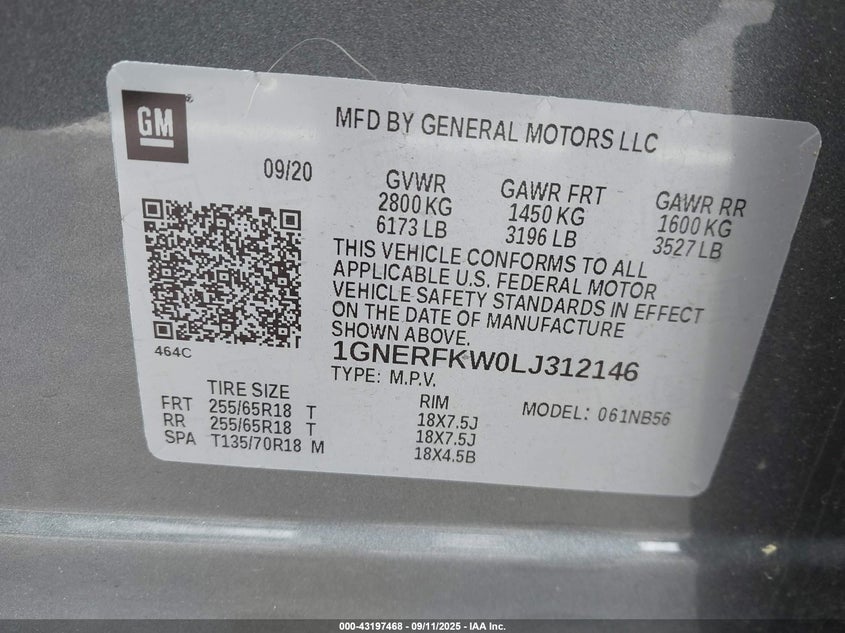 GM®
MFD BY GENERAL MOTORS LLC
09/20
GVWR GAWR FRT GAWR RR
2800 KG 1450 KG 1600 KG
6173 LB 3196 LB 3527 LB
THIS VEHICLE CONFORMS TO ALL
APPLICABLE U.S. FEDERAL MOTOR
VEHICLE SAFETY STANDARDS IN EFFECT
ON THE DATE OF MANUFACTURE
SHOWN ABOVE.
464C
1GNERFKW0LJ312146
TYPE: M.P.V.
TIRE SIZE RIM MODEL: 061NB56
FRT 255/65R18 T 18X7.5J
RR 255/65R18 T 18X7.5J
SPA T135/70R18 M 18X4.5B
000-43197468 - 09/11/2025 - IAA Inc.